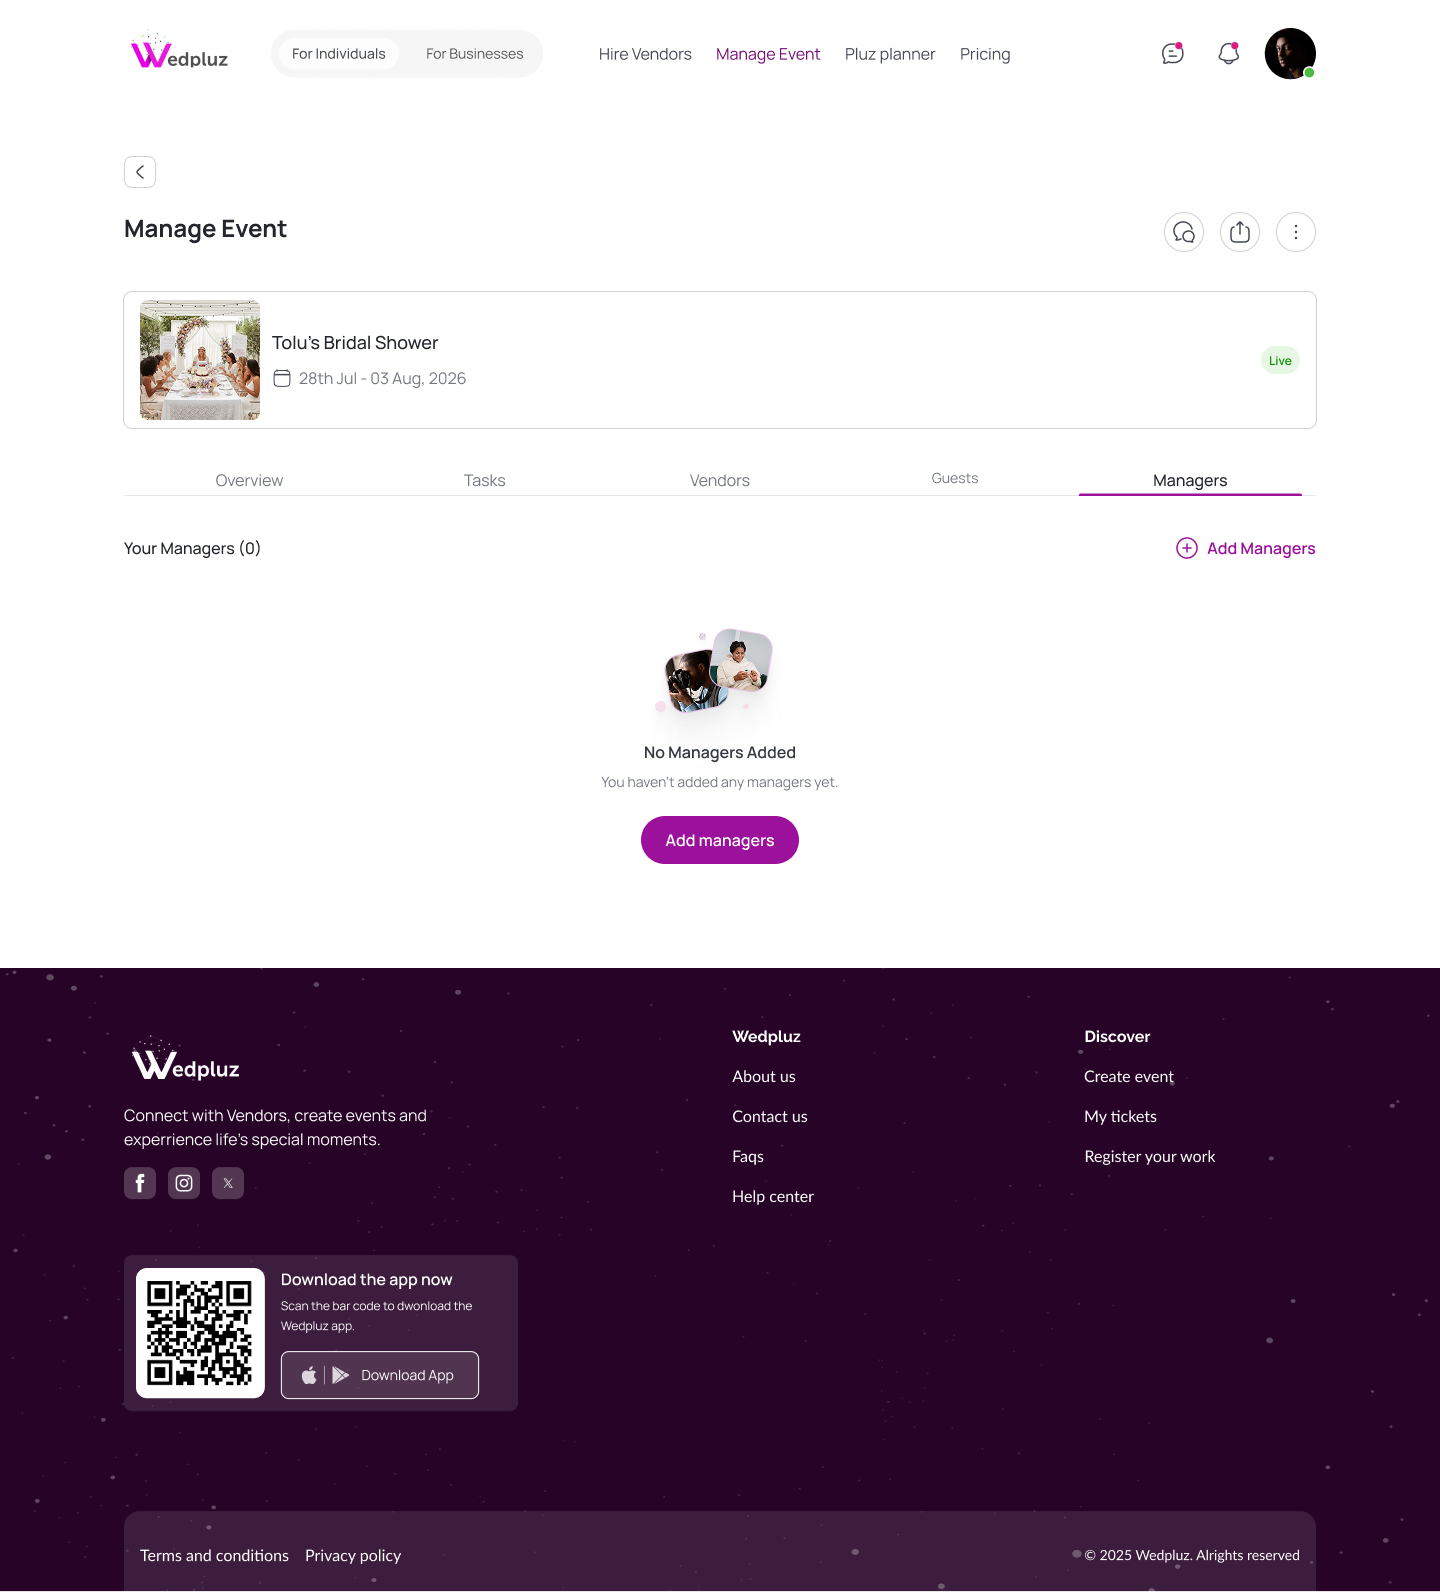 Wedpluz
For Individuals
For Businesses
Hire Vendors
Manage Event
Pluz planner
Pricing
Manage Event
Tolu's Bridal Shower
28th Jul - 03 Aug, 2026
Live
Overview
Tasks
Vendors
Guests
Managers
Your Managers (0)
Add Managers
No Managers Added
You haven't added any managers yet.
Add managers
Wedpluz
Connect with Vendors, create events and
experrience life's special moments.
Wedpluz
About us
Contact us
Faqs
Help center
Discover
Create event
My tickets
Register your work
Download the app now
Scan the bar code to dwonload the
Wedpluz app.
Download App
Terms and conditions
Privacy policy
© 2025 Wedpluz. Alrights reserved